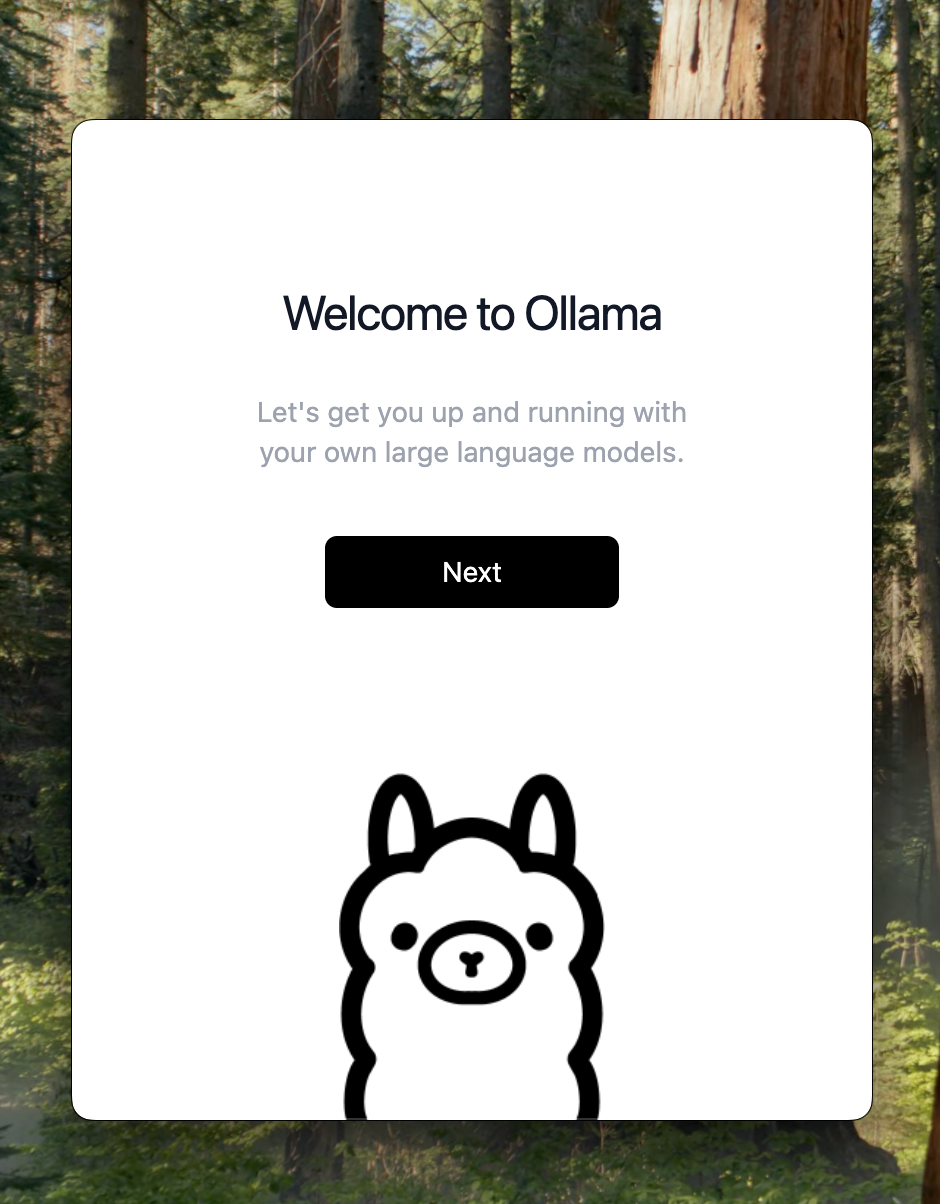 Welcome to Ollama
Let's get you up and running with
your own large language models.
Next